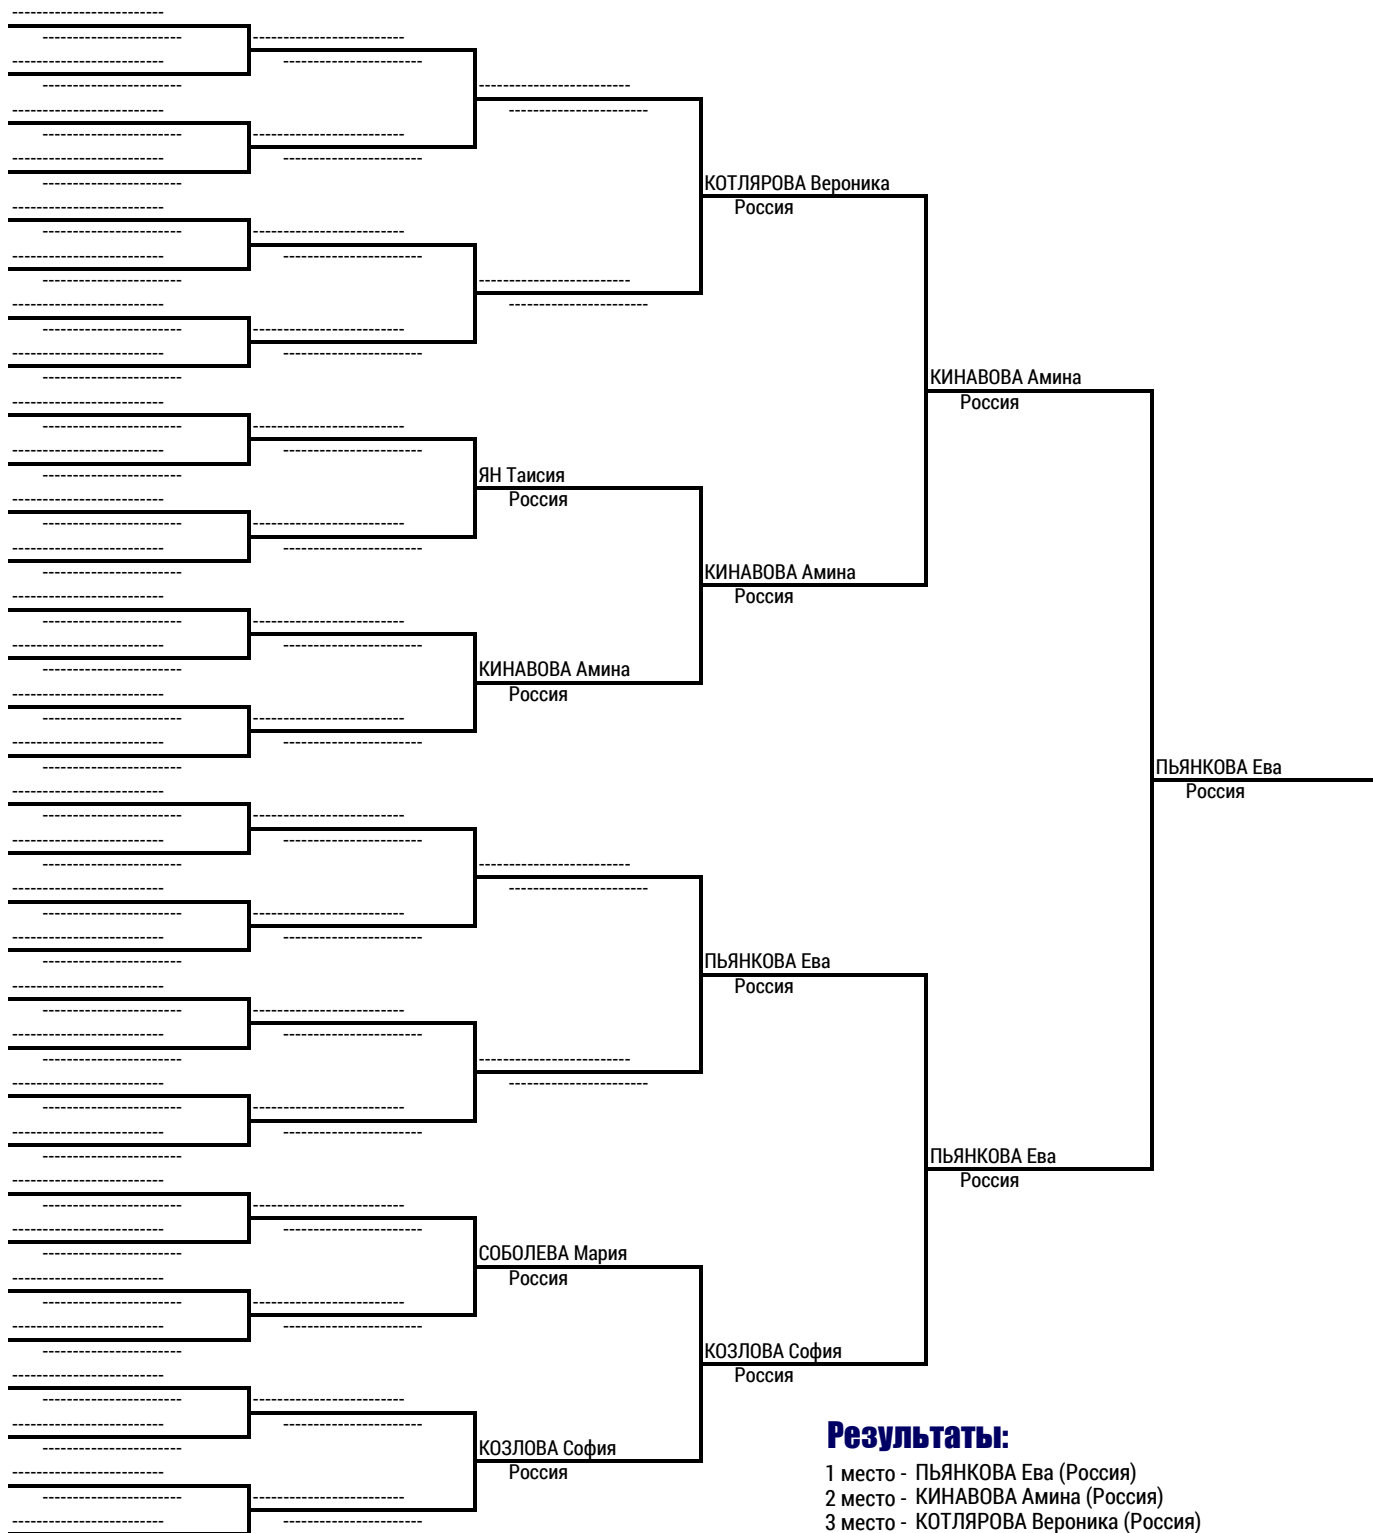 КОТЛЯРОВА Вероника
Россия
КИНАВОВА Амина
Россия
ЯН Таисия
Россия
КИНАВОВА Амина
Россия
КИНАВОВА Амина
Россия
ПЬЯНКОВА Ева
Россия
ПЬЯНКОВА Ева
Россия
ПЬЯНКОВА Ева
Россия
СОБОЛЕВА Мария
Россия
КОЗЛОВА София
Россия
КОЗЛОВА София
Россия
Результаты:
1 место - ПЬЯНКОВА Ева (Россия)
2 место - КИНАВОВА Амина (Россия)
3 место - КОТЛЯРОВА Вероника (Россия)